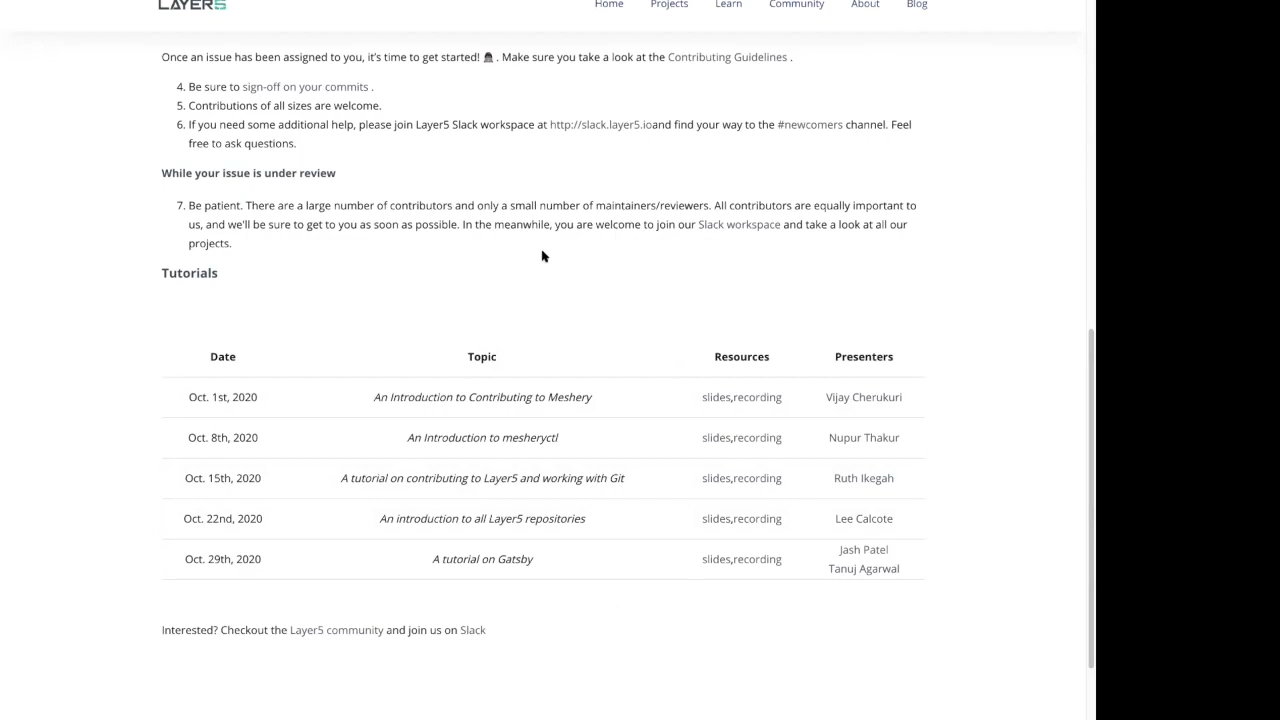 LAYER5
Home Projects Learn Community About Blog
Once an issue has been assigned to you, it's time to get started! . Make sure you take a look at the Contributing Guidelines .
4. Be sure to sign-off on your commits .
5. Contributions of all sizes are welcome.
6. If you need some additional help, please join Layer5 Slack workspace at http://slack.layer5.ioand find your way to the #newcomers channel. Feel
free to ask questions.
While your issue is under review
7. Be patient. There are a large number of contributors and only a small number of maintainers/reviewers. All contributors are equally important to
us, and we'll be sure to get to you as soon as possible. In the meanwhile, you are welcome to join our Slack workspace and take a look at all our
projects.
Tutorials
Date Topic Resources Presenters
Oct. 1st, 2020 An Introduction to Contributing to Meshery slides,recording Vijay Cherukuri
Oct. 8th, 2020 An Introduction to mesheryctl slides,recording Nupur Thakur
Oct. 15th, 2020 A tutorial on contributing to Layer5 and working with Git slides,recording Ruth Ikegah
Oct. 22nd, 2020 An introduction to all Layer5 repositories slides,recording Lee Calcote
Oct. 29th, 2020 A tutorial on Gatsby slides,recording Jash Patel
Tanuj Agarwal
Interested? Checkout the Layer5 community and join us on Slack